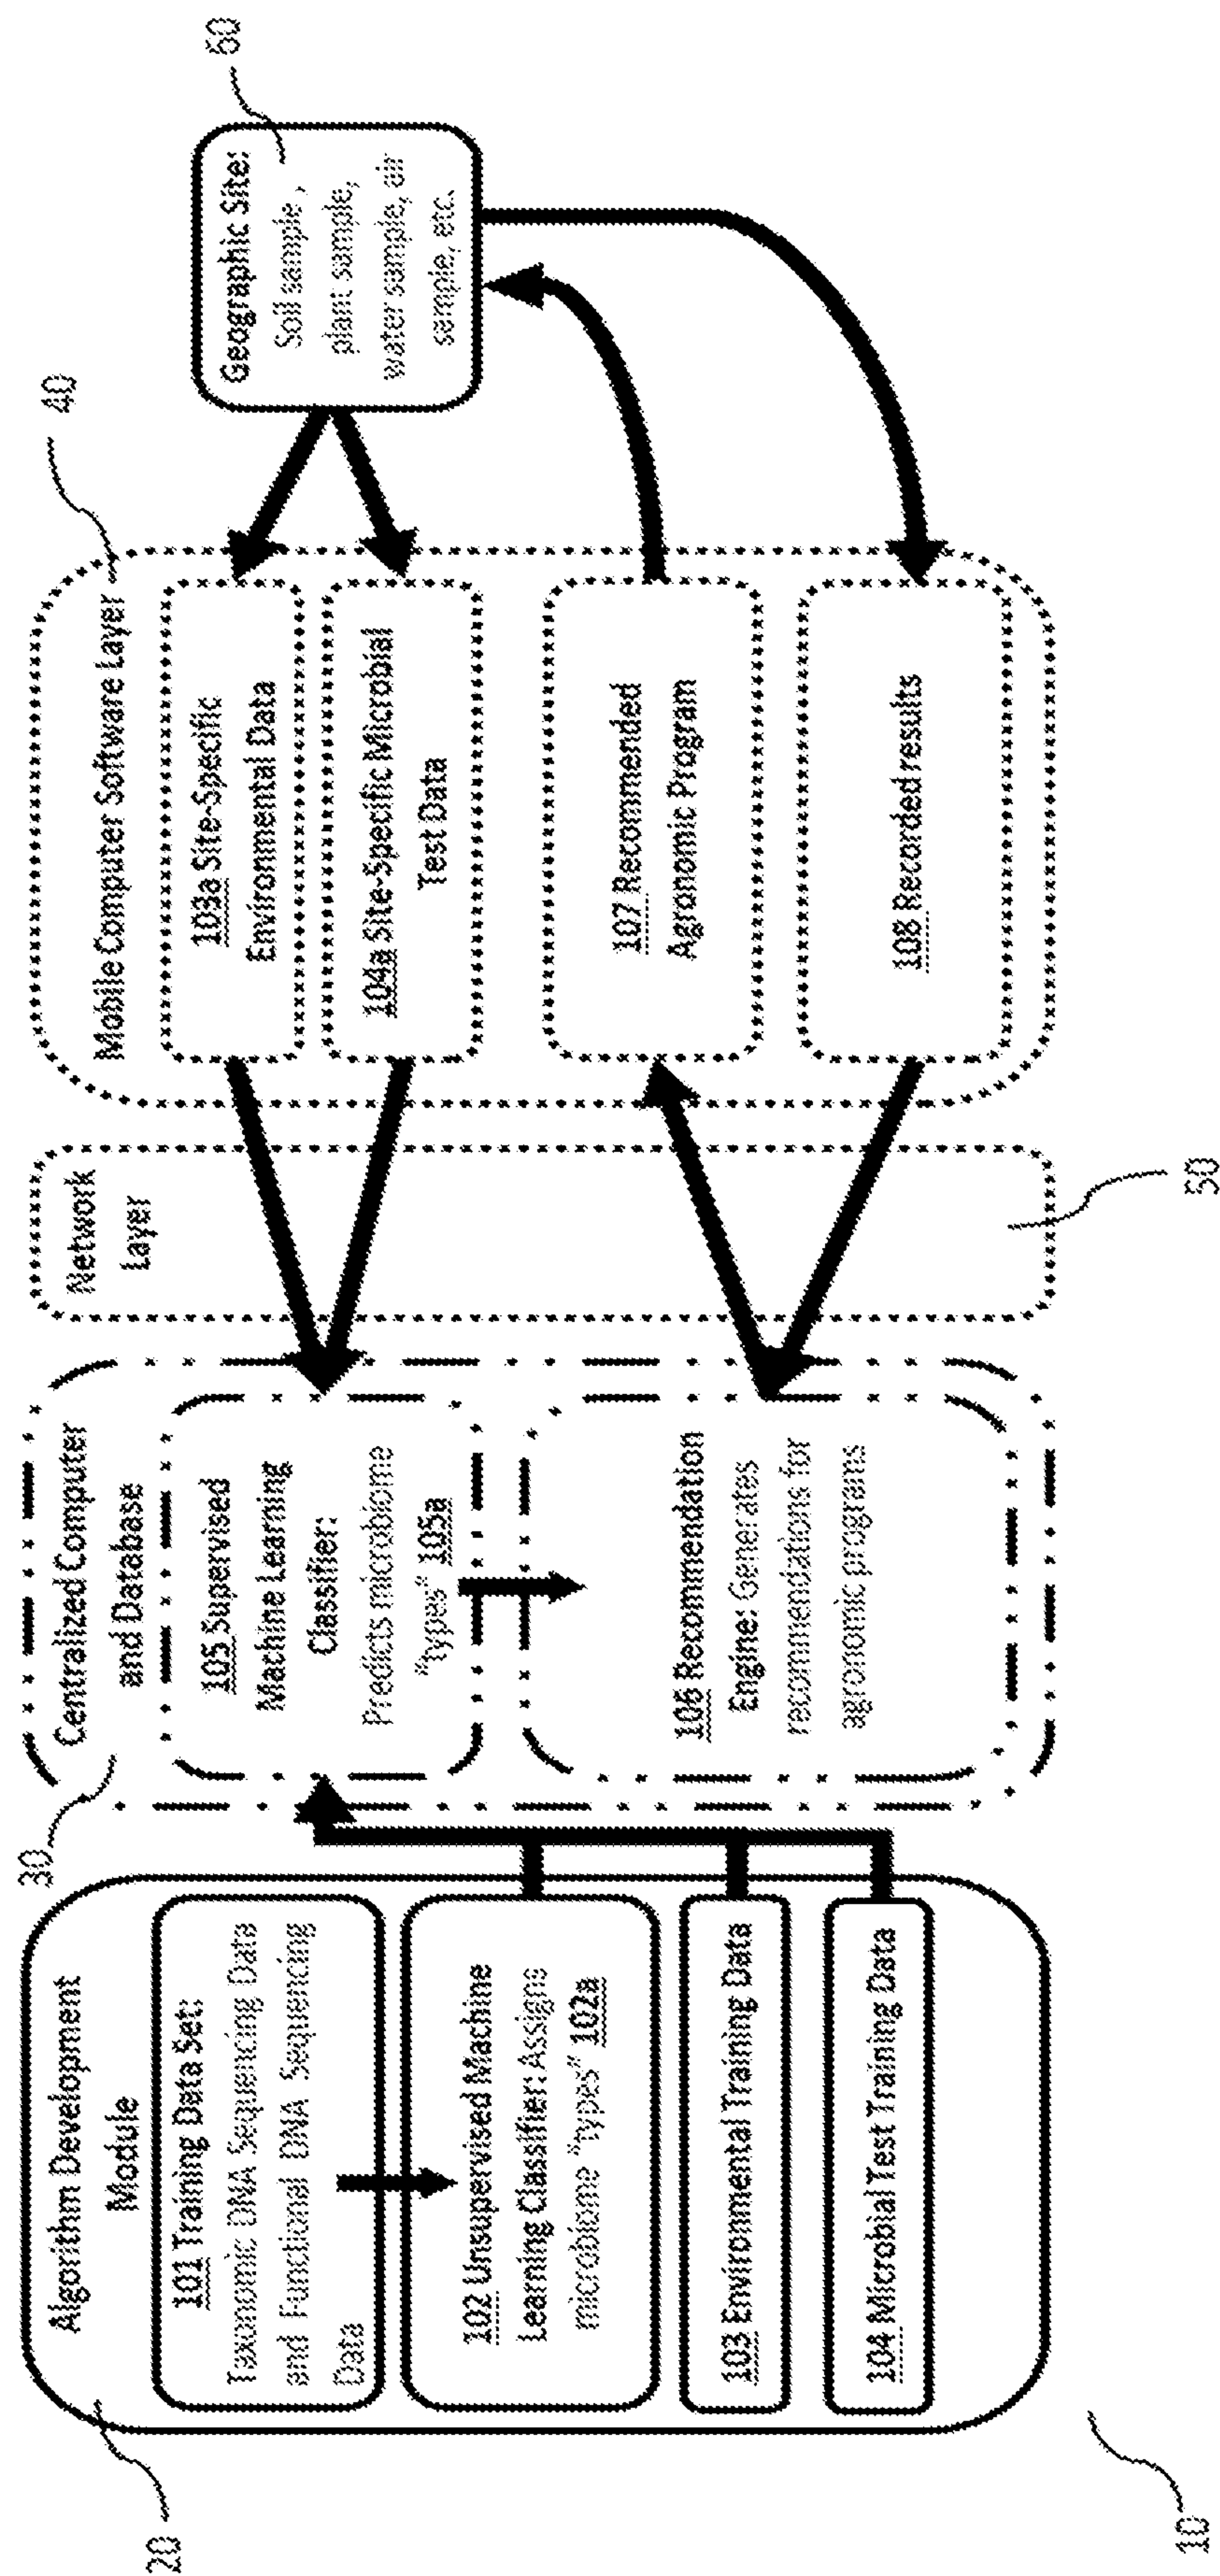 20
Algorithm Development
Module
101 Training Data Set:
Taxonomic DNA Sequencing Data
and Functional DNA Sequencing
Data
102 Unsupervised Machine
Learning Classifier: Assigns
microbiome "types" 102a
103 Environmental Training Data
104 Microbial Test Training Data
10
30
Centralized Computer
and Database
105 Supervised
Machine Learning
Classifier:
Predicts microbiome
"types" 105a
106 Recommendation
Engine: Generates
recommendations for
agronomic programs
Network
Layer
50
40
Mobile Computer Software Layer
103a Site-Specific
Environmental Data
104a Site-Specific Microbial
Test Data
107 Recommended
Agronomic Program
108 Recorded results
60
Geographic Site:
Soil sample,
plant sample,
water sample, air
sample, etc.